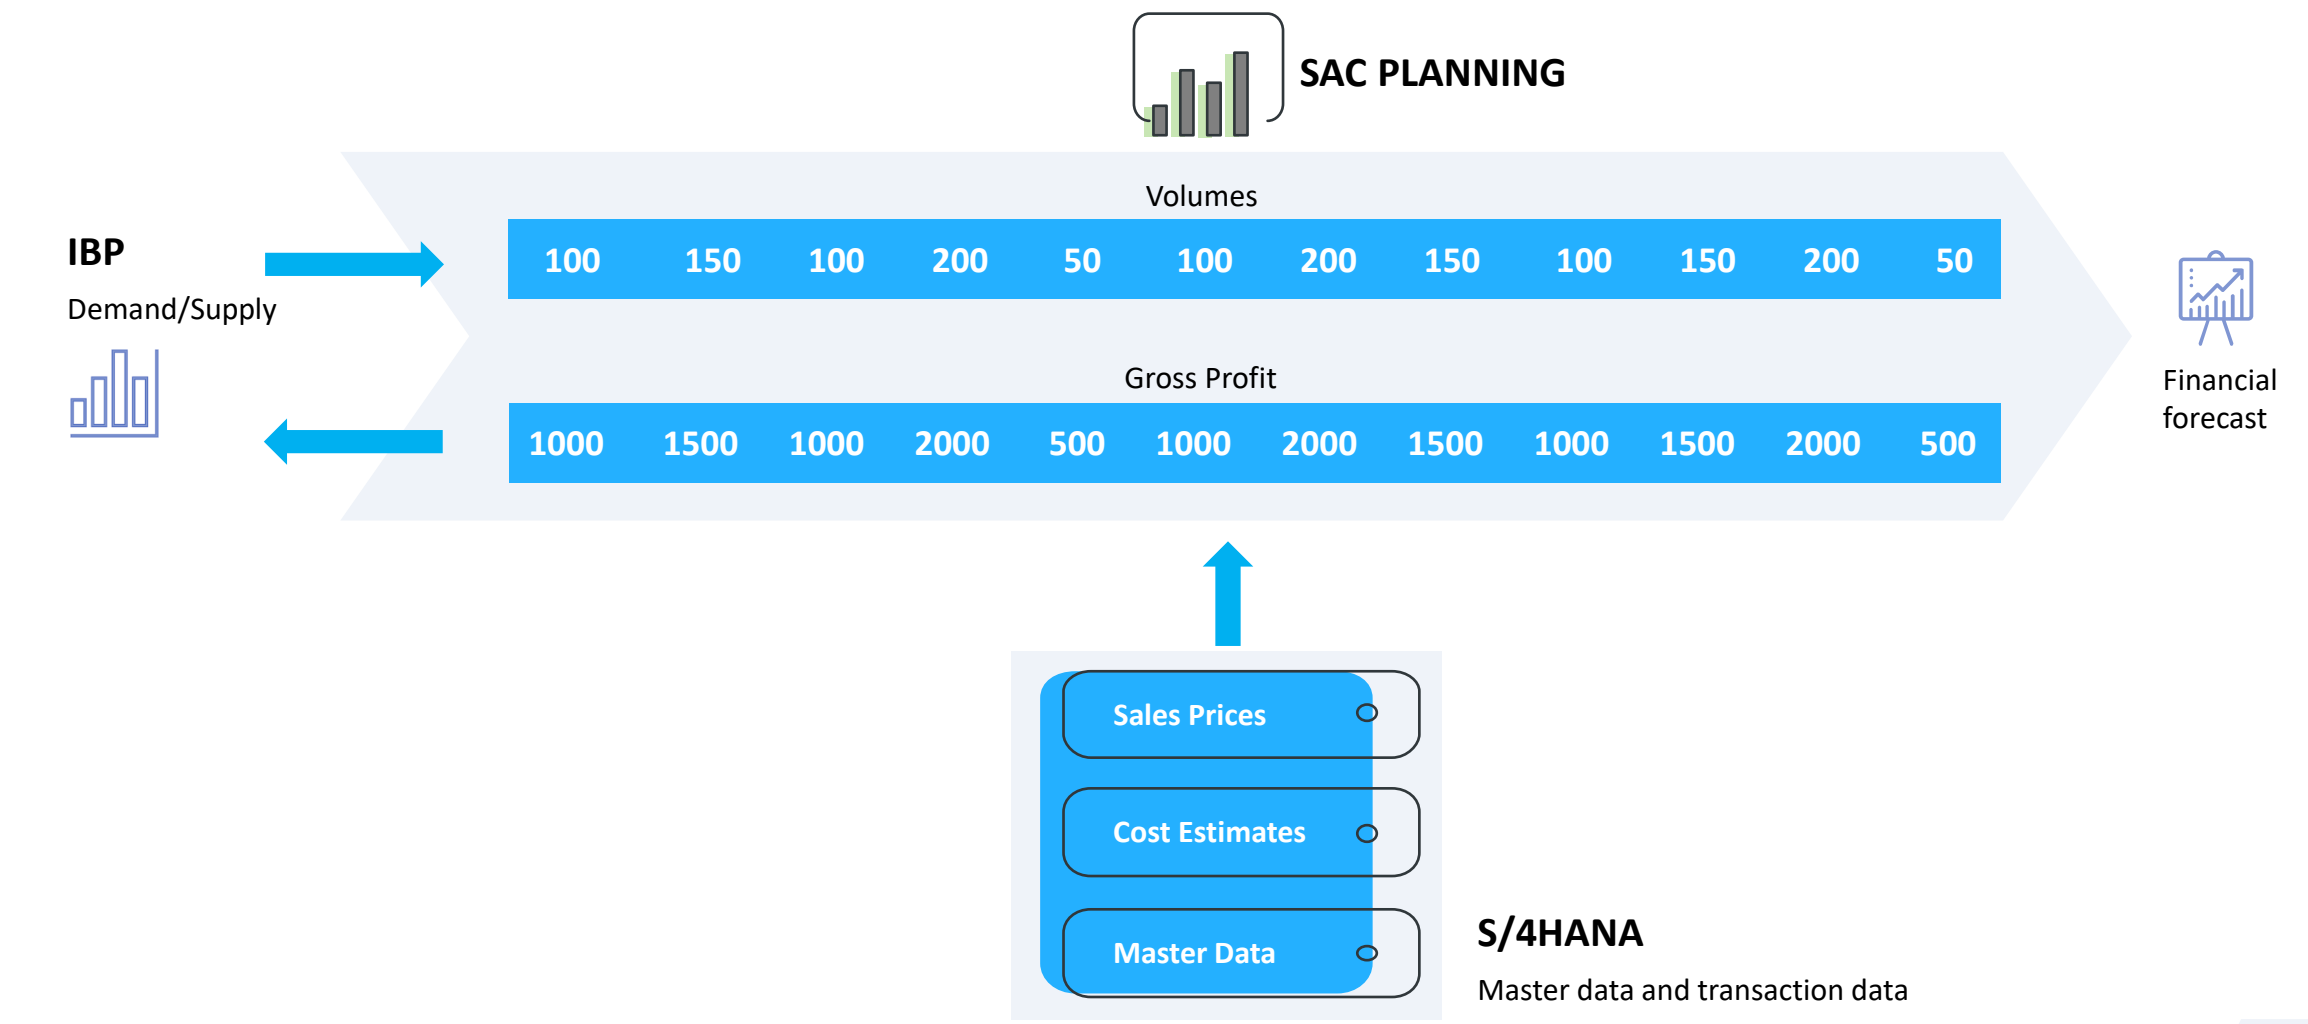 SAC PLANNING
Volumes
IBP
100 150 100 200 50 100 200 150 100 150 200 50
Demand/Supply
Gross Profit
Financial
forecast
1000 1500 1000 2000 500 1000 2000 1500 1000 1500 2000 500
Sales Prices
Cost Estimates
Master Data
S/4HANA
Master data and transaction data